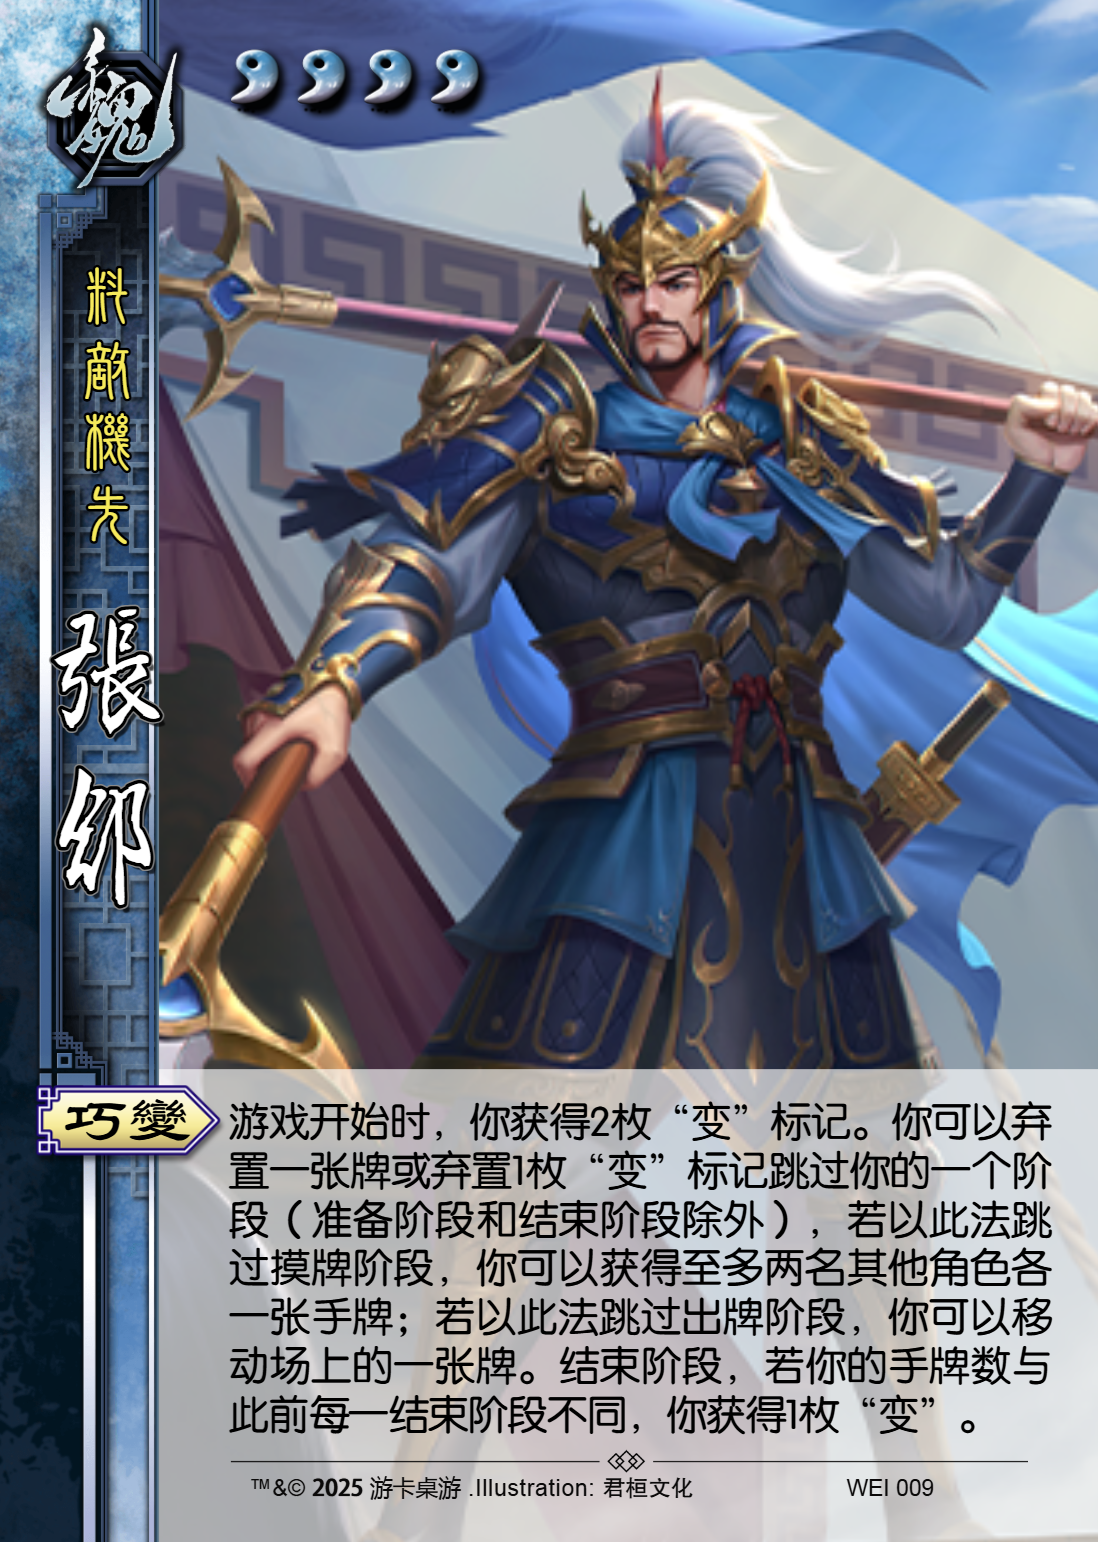 魏
料敵機先
張郃
巧變
游戏开始时，你获得2枚“变”标记。你可以弃
置一张牌或弃置1枚“变”标记跳过你的一个阶
段（准备阶段和结束阶段除外），若以此法跳
过摸牌阶段，你可以获得至多两名其他角色各
一张手牌；若以此法跳过出牌阶段，你可以移
动场上的一张牌。结束阶段，若你的手牌数与
此前每一结束阶段不同，你获得1枚“变”。
™&© 2025 游卡桌游 .Illustration: 君桓文化
WEI 009